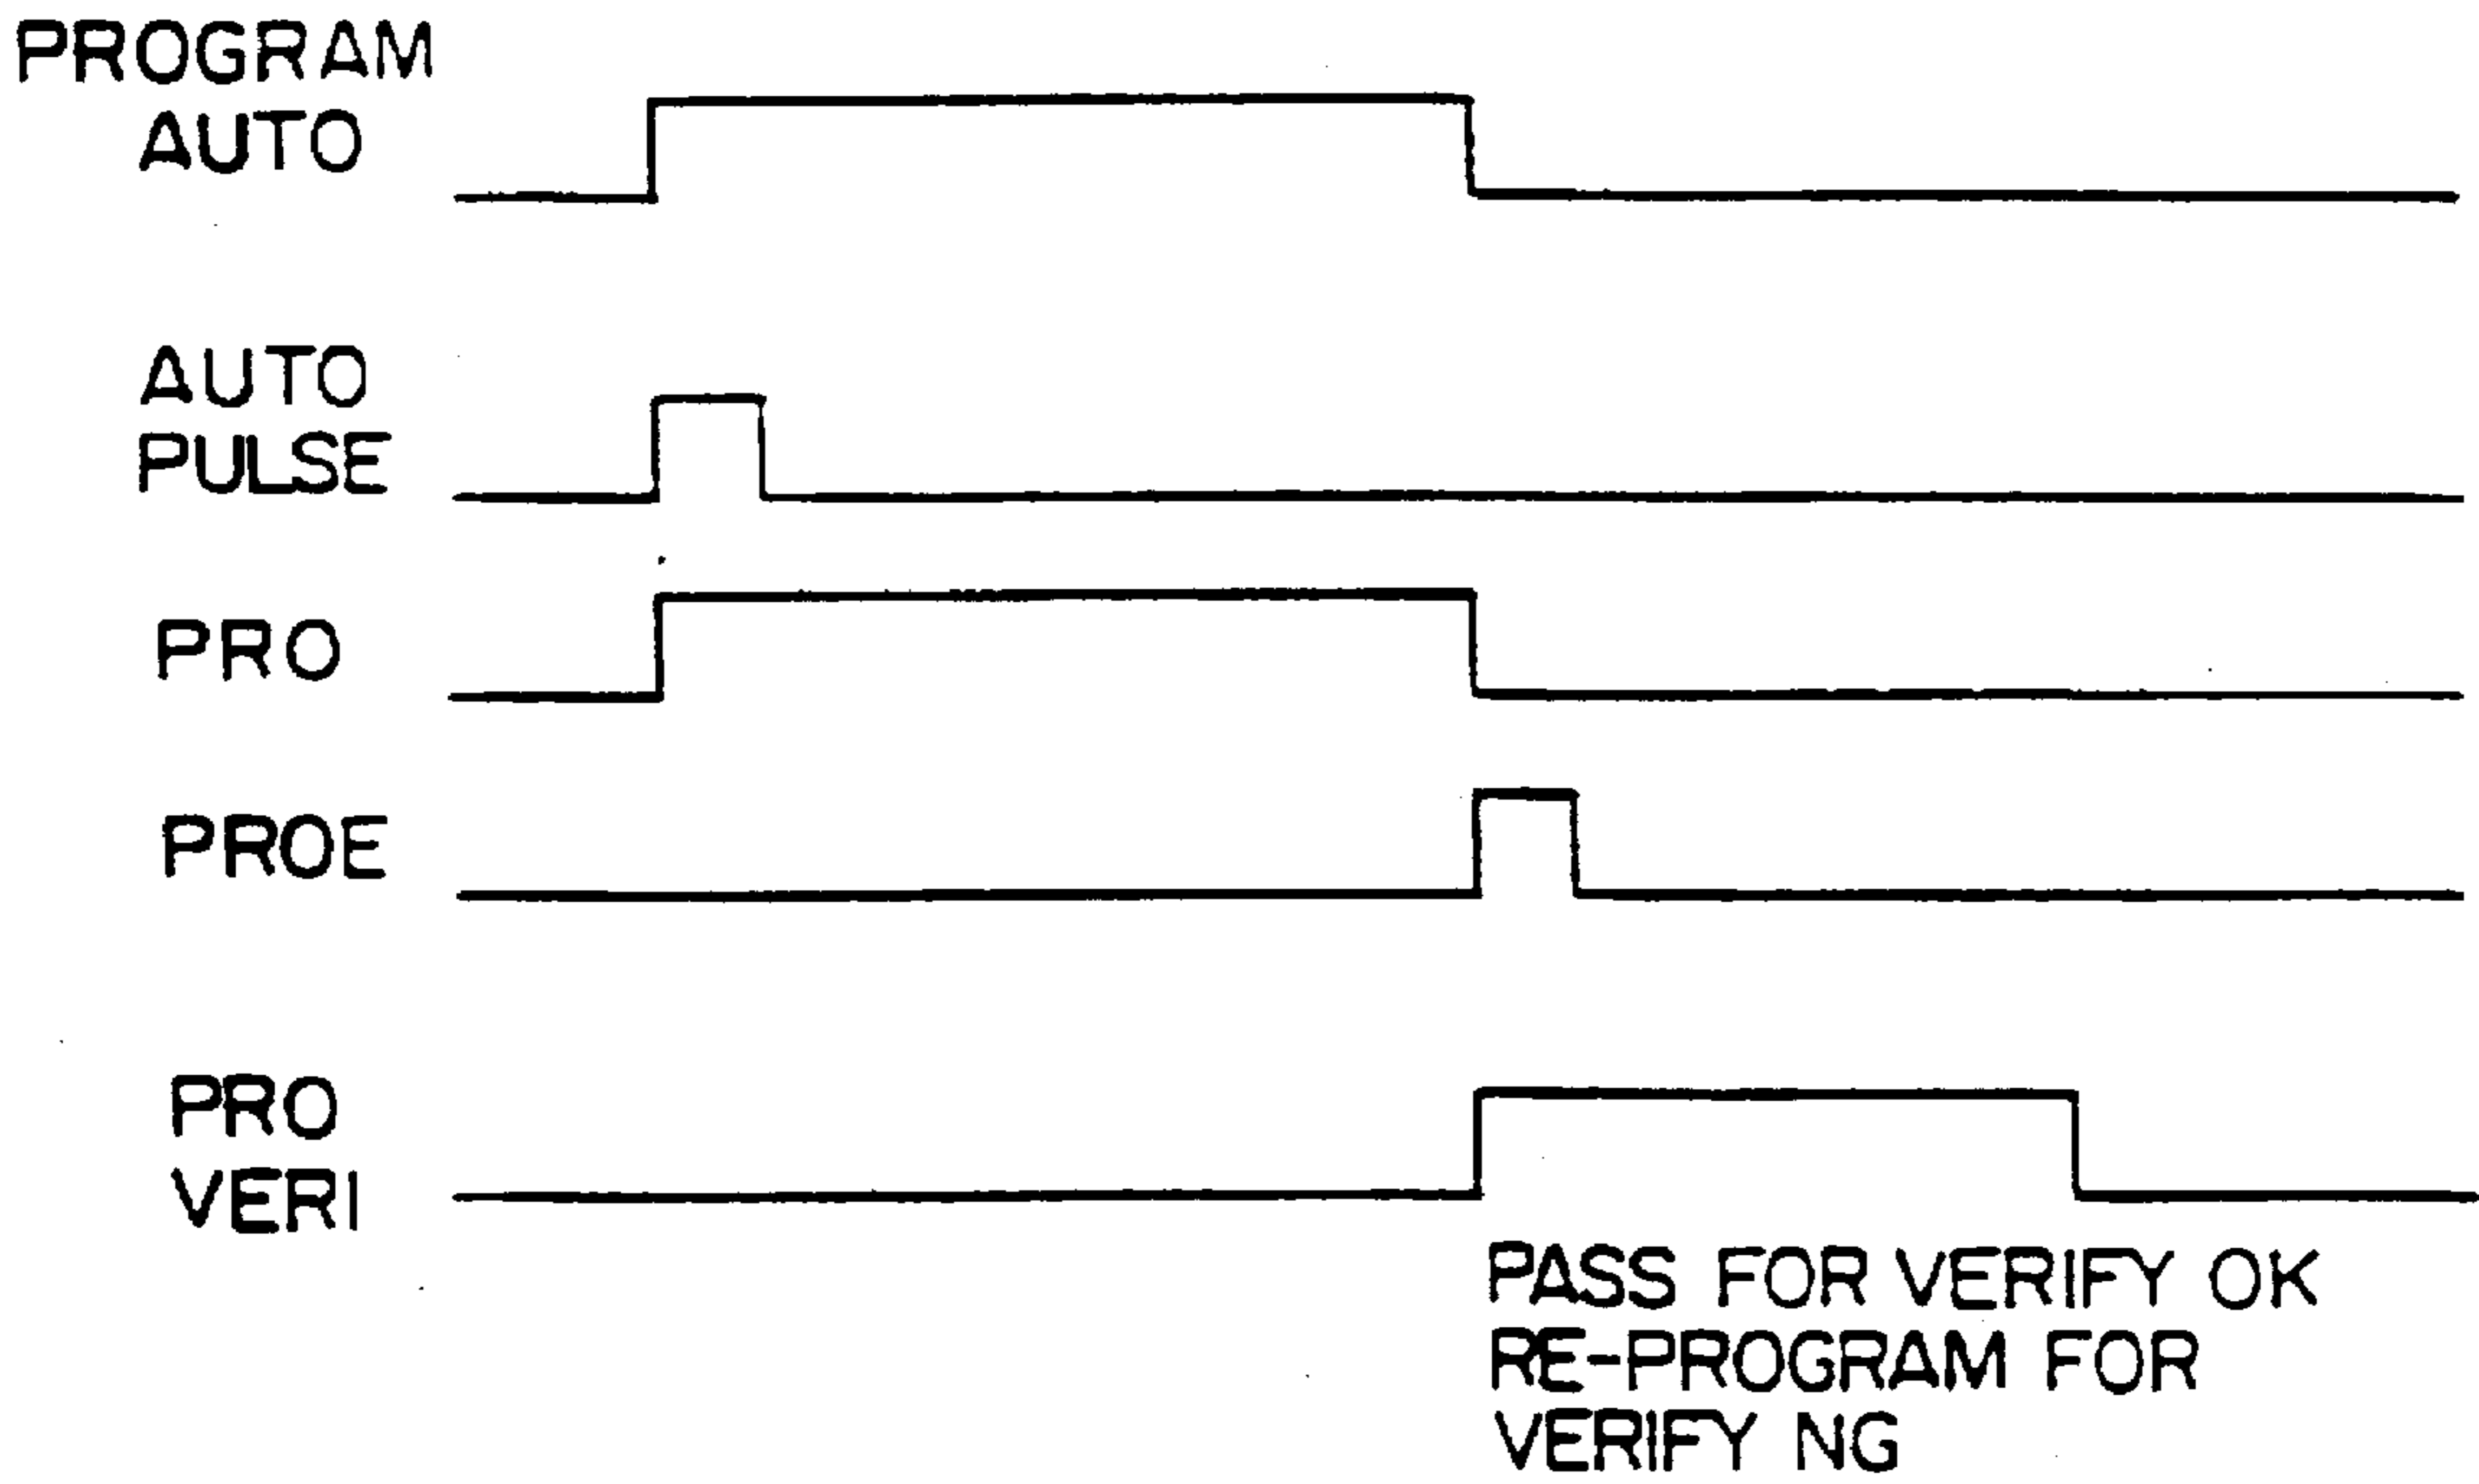 PROGRAM
AUTO
AUTO
PULSE
PRO
PROE
PRO
VERI
PASS FOR VERIFY OK
RE-PROGRAM FOR
VERIFY NG